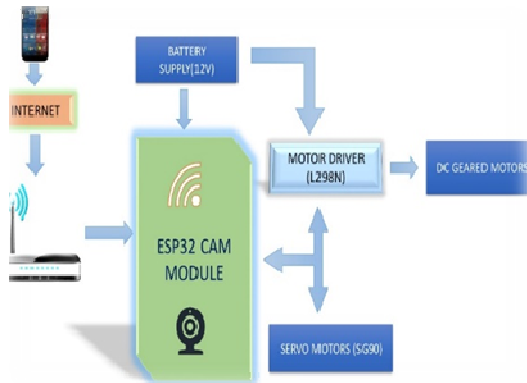 BATTERY
SUPPLY(12V)
INTERNET
MOTOR DRIVER
(L298N)
DC GEARED MOTORS
ESP32 CAM
MODULE
SERVO MOTORS (SG90)